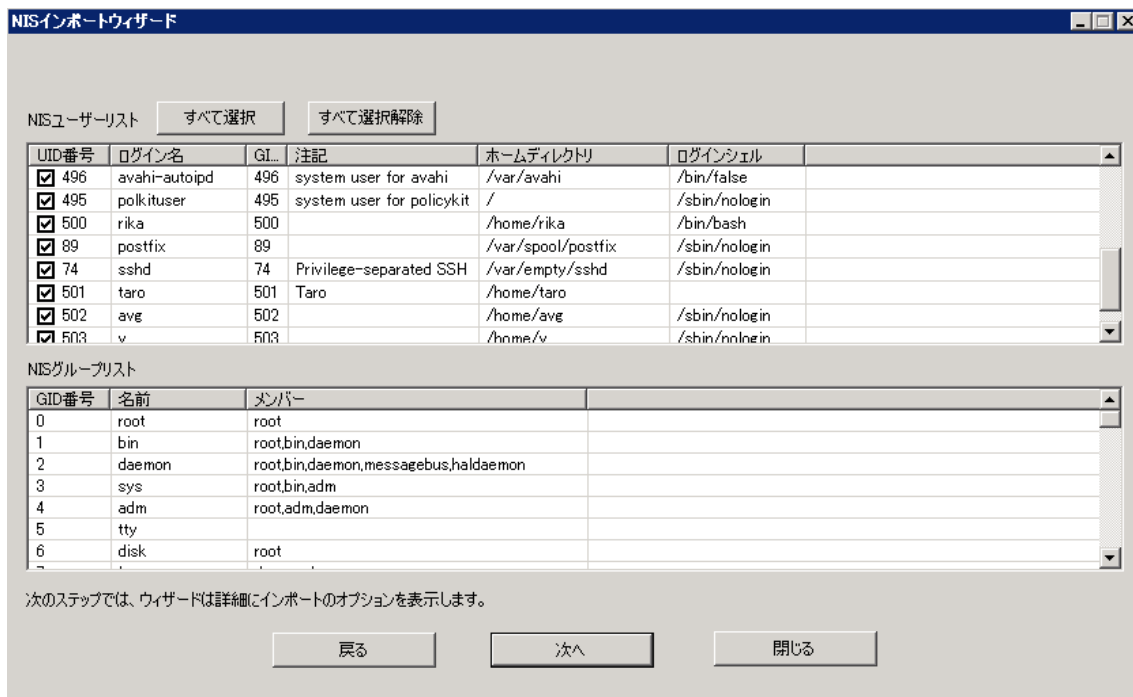 NISインポートウィザード
NISユーザーリスト すべて選択 すべて選択解除
UID番号 ログイン名 GI... 注記 ホームディレクトリ ログインシェル
496 avahi-autoipd 496 system user for avahi /var/avahi /bin/false
495 polkituser 495 system user for policykit / /sbin/nologin
500 rika 500 /home/rika /bin/bash
89 postfix 89 /var/spool/postfix /sbin/nologin
74 sshd 74 Privilege-separated SSH /var/empty/sshd /sbin/nologin
501 taro 501 Taro /home/taro
502 avg 502 /home/avg /sbin/nologin
503 v 503 /home/v /sbin/nologin
NISグループリスト
GID番号 名前 メンバー
0 root root
1 bin root,bin,daemon
2 daemon root,bin,daemon,messagebus,haldaemon
3 sys root,bin,adm
4 adm root,adm,daemon
5 tty
6 disk root
次のステップでは、ウィザードは詳細にインポートのオプションを表示します。
戻る 次へ 閉じる